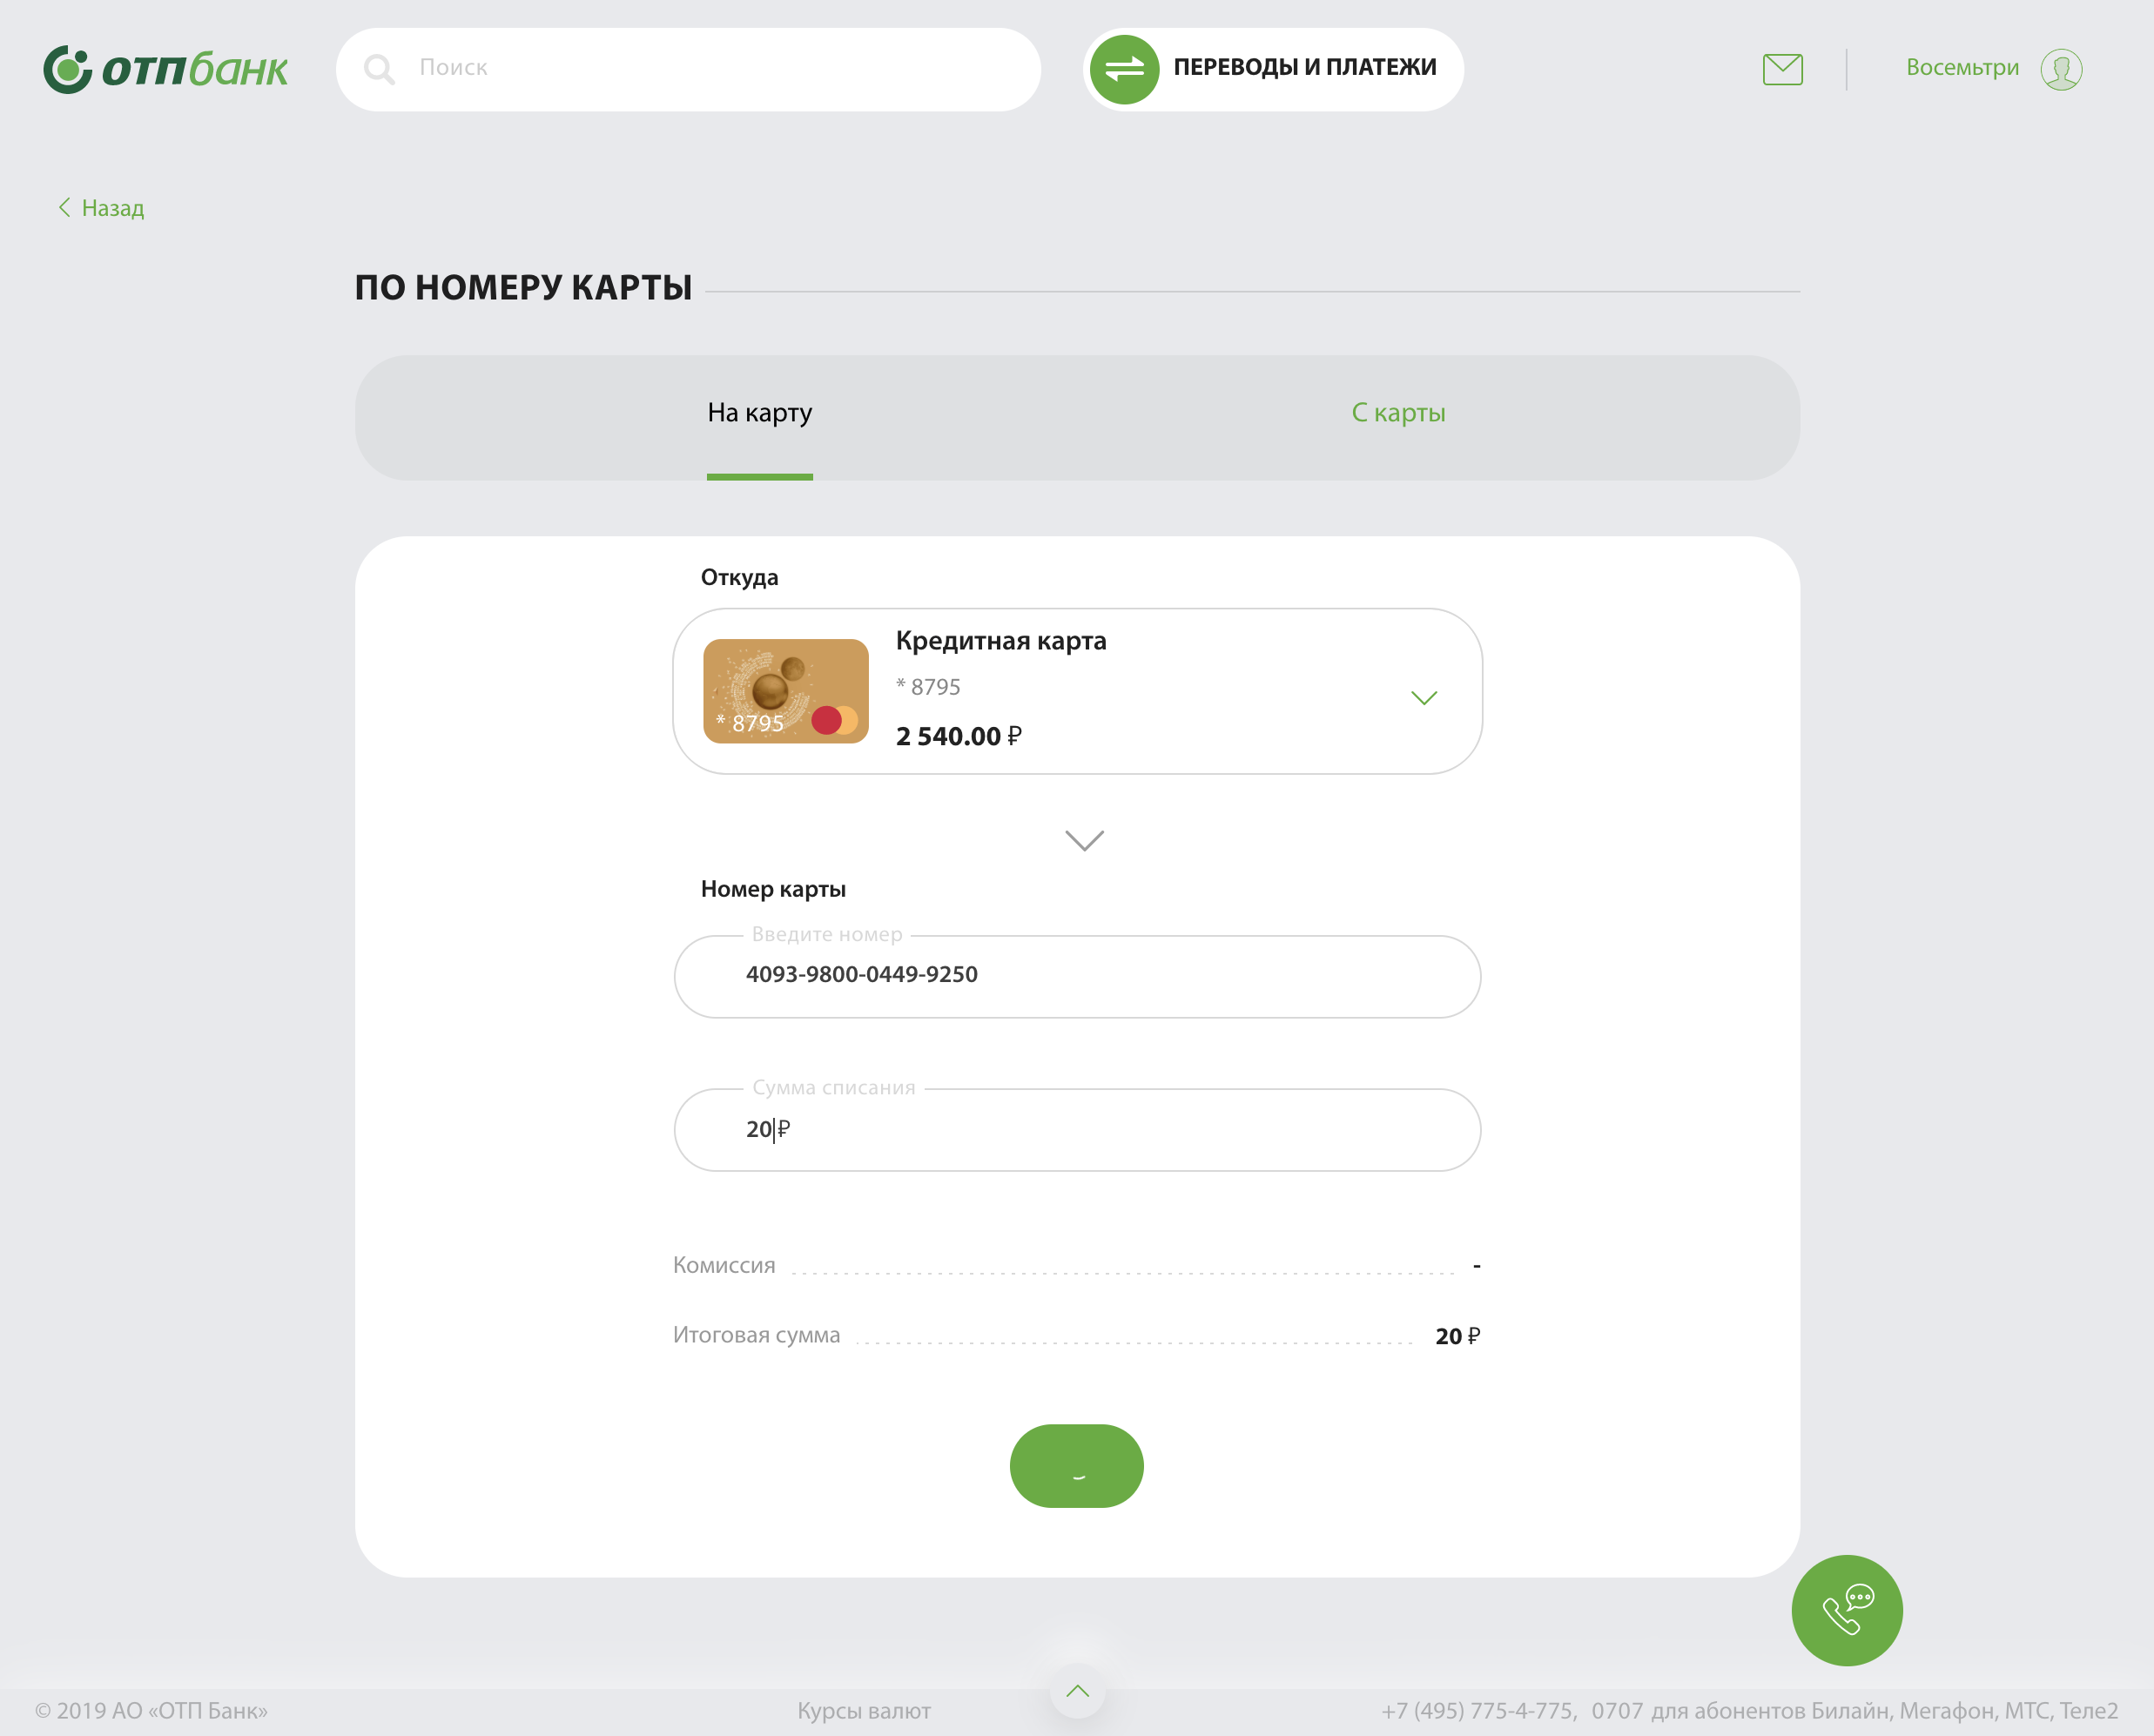 отпбанк
Поиск
ПЕРЕВОДЫ И ПЛАТЕЖИ
Восемьтри
Назад
ПО НОМЕРУ КАРТЫ
На карту
С карты
Откуда
Кредитная карта
* 8795
* 8795
2 540.00 ₽
Номер карты
Введите номер
4093-9800-0449-9250
Сумма списания
20 ₽
Комиссия -
Итоговая сумма 20 ₽
© 2019 АО «ОТП Банк»
Курсы валют
+7 (495) 775-4-775, 0707 для абонентов Билайн, Мегафон, МТС, Теле2